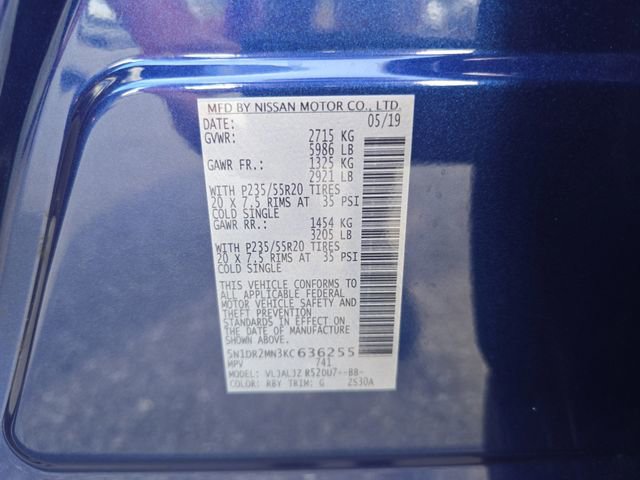 MFD BY NISSAN MOTOR CO., LTD.
DATE: 05/19
GVWR: 2715 KG
5986 LB
GAWR FR.: 1325 KG
2921 LB
WITH P235/55R20 TIRES
20 X 7.5 RIMS AT 35 PSI
COLD SINGLE
GAWR RR.: 1454 KG
3205 LB
WITH P235/55R20 TIRES
20 X 7.5 RIMS AT 35 PSI
COLD SINGLE
THIS VEHICLE CONFORMS TO
ALL APPLICABLE FEDERAL
MOTOR VEHICLE SAFETY AND
THEFT PREVENTION
STANDARDS IN EFFECT ON
THE DATE OF MANUFACTURE
SHOWN ABOVE.
5N1DR2MN3KC636255
MPV 741
MODEL: VLJALJZ R52DU7--BB-
COLOR: RBY TRIM: G ZS30A